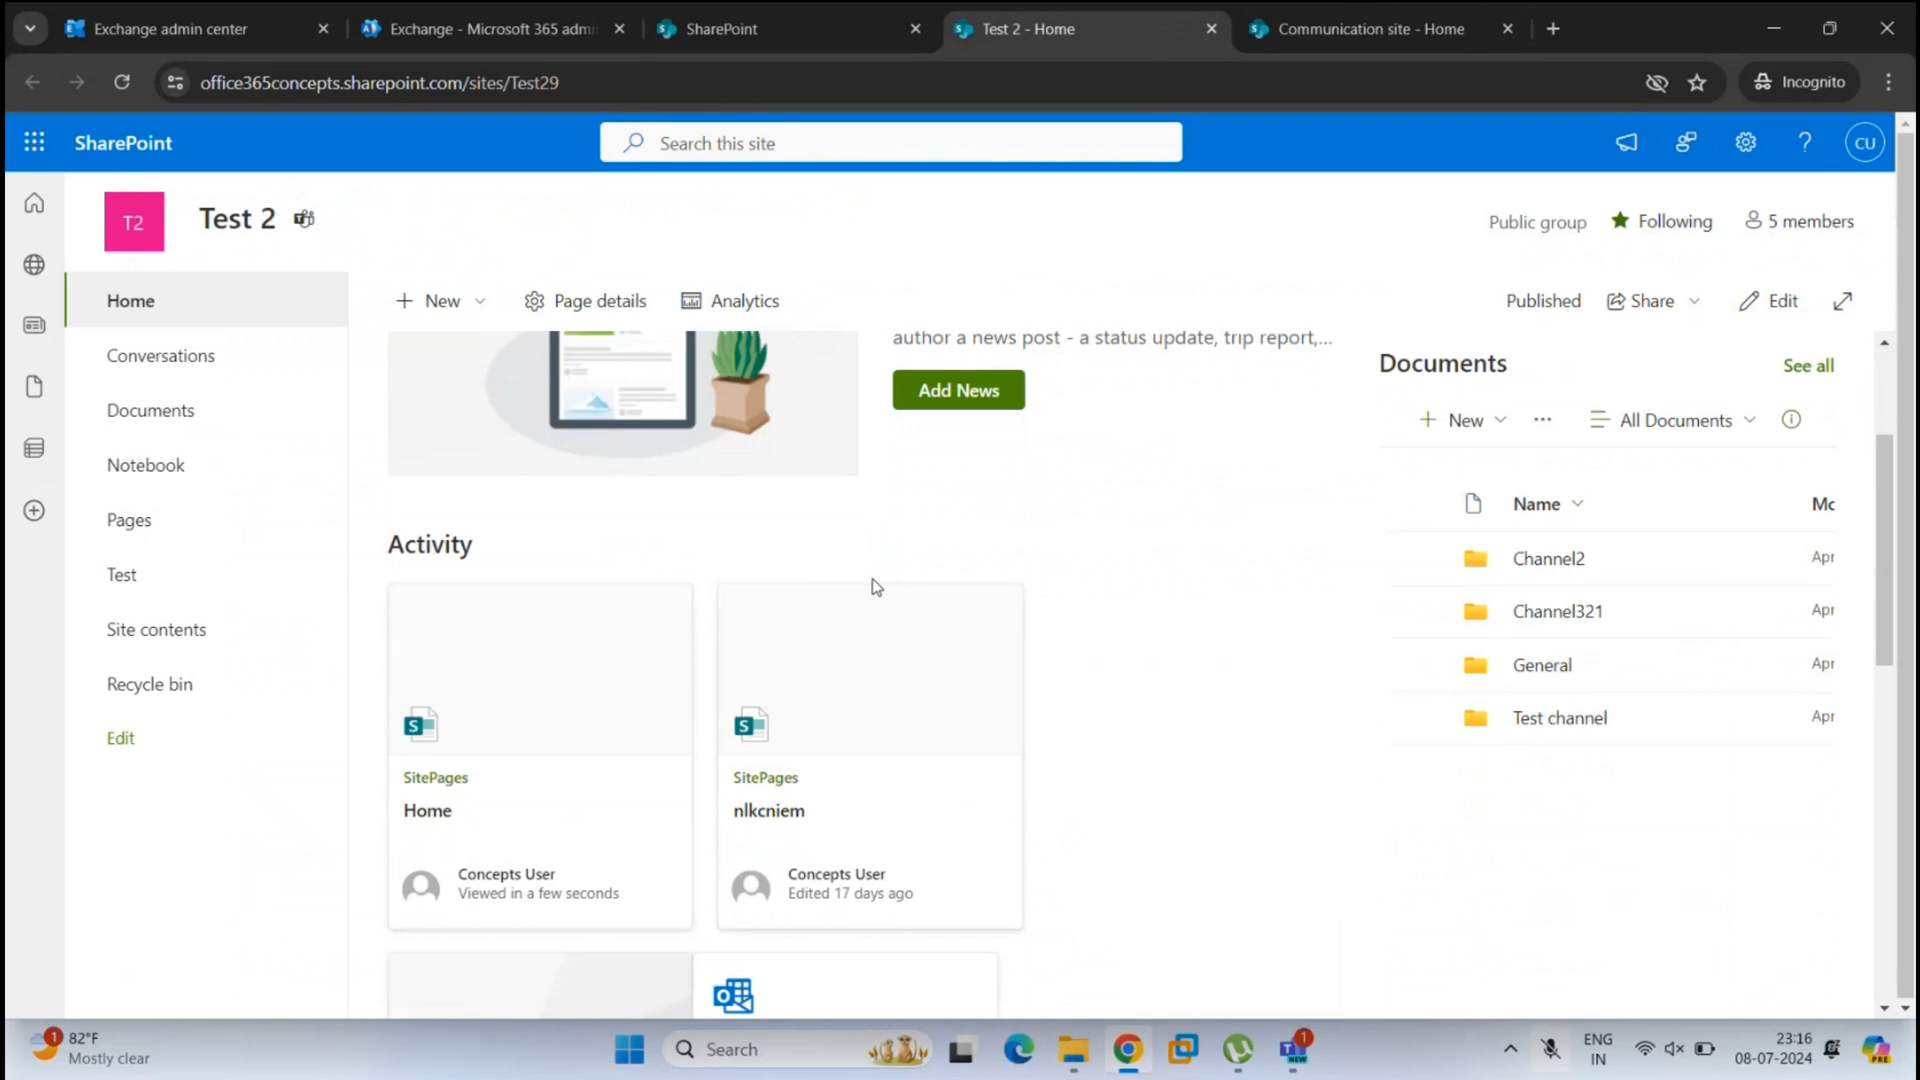 Exchange admin center
Exchange - Microsoft 365 admi
SharePoint
Test 2 - Home
Communication site - Home
office365concepts.sharepoint.com/sites/Test29
Incognito
SharePoint
Search this site
CU
T2
Test 2
Public group
Following
5 members
Home
Conversations
Documents
Notebook
Pages
Test
Site contents
Recycle bin
Edit
New
Page details
Analytics
Published
Share
Edit
author a news post - a status update, trip report,...
Add News
Documents
See all
New
All Documents
Name
Mc
Channel2
Apr
Channel321
Apr
General
Apr
Test channel
Apr
Activity
SitePages
Home
Concepts User
Viewed in a few seconds
SitePages
nlkcniem
Concepts User
Edited 17 days ago
1
82°F
Mostly clear
Search
1
NEW
ENG
IN
23:16
08-07-2024
PRE